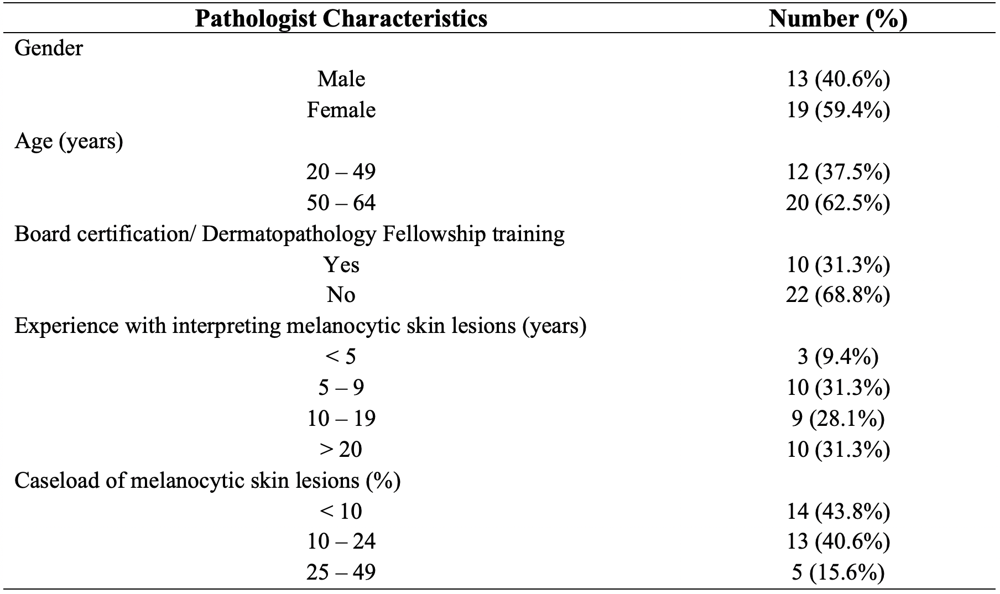 Pathologist Characteristics Number (%)
Gender
Male 13 (40.6%)
Female 19 (59.4%)
Age (years)
20 – 49 12 (37.5%)
50 – 64 20 (62.5%)
Board certification/ Dermatopathology Fellowship training
Yes 10 (31.3%)
No 22 (68.8%)
Experience with interpreting melanocytic skin lesions (years)
< 5 3 (9.4%)
5 – 9 10 (31.3%)
10 – 19 9 (28.1%)
> 20 10 (31.3%)
Caseload of melanocytic skin lesions (%)
< 10 14 (43.8%)
10 – 24 13 (40.6%)
25 – 49 5 (15.6%)